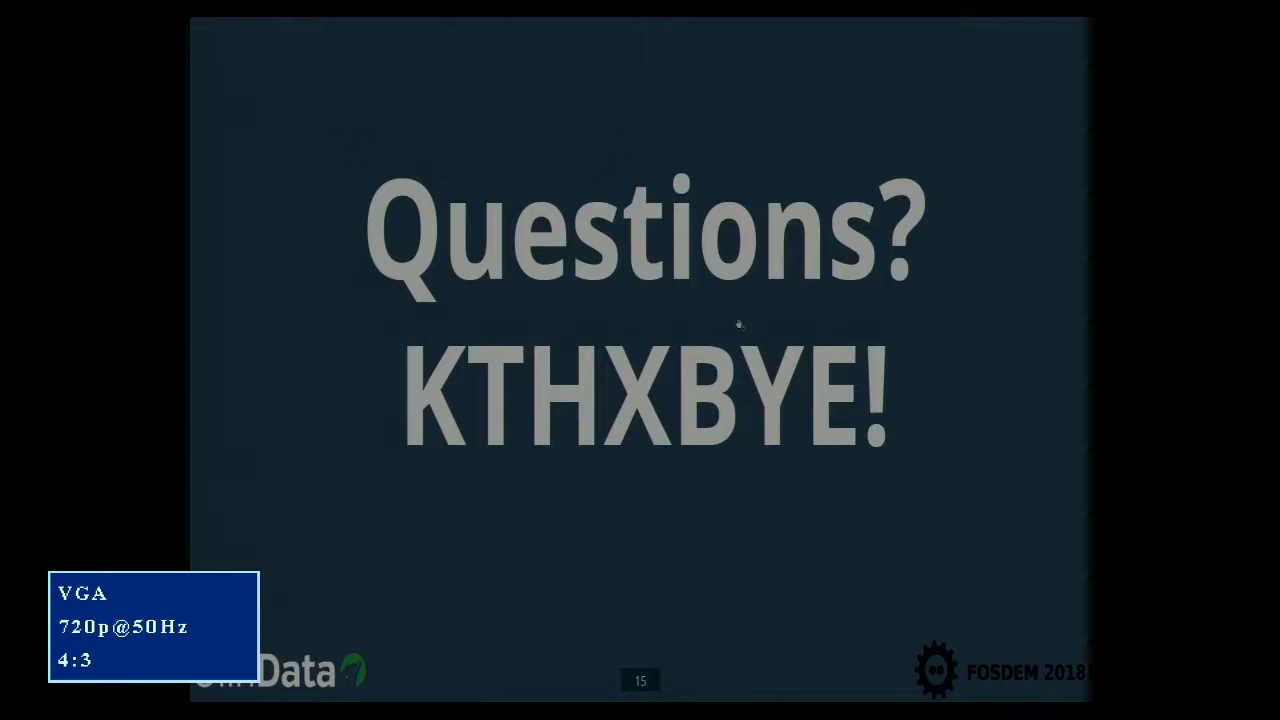 Questions?
KTHXBYE!
VGA
720p@50Hz
4:3
Data
15
FOSDEM 2018